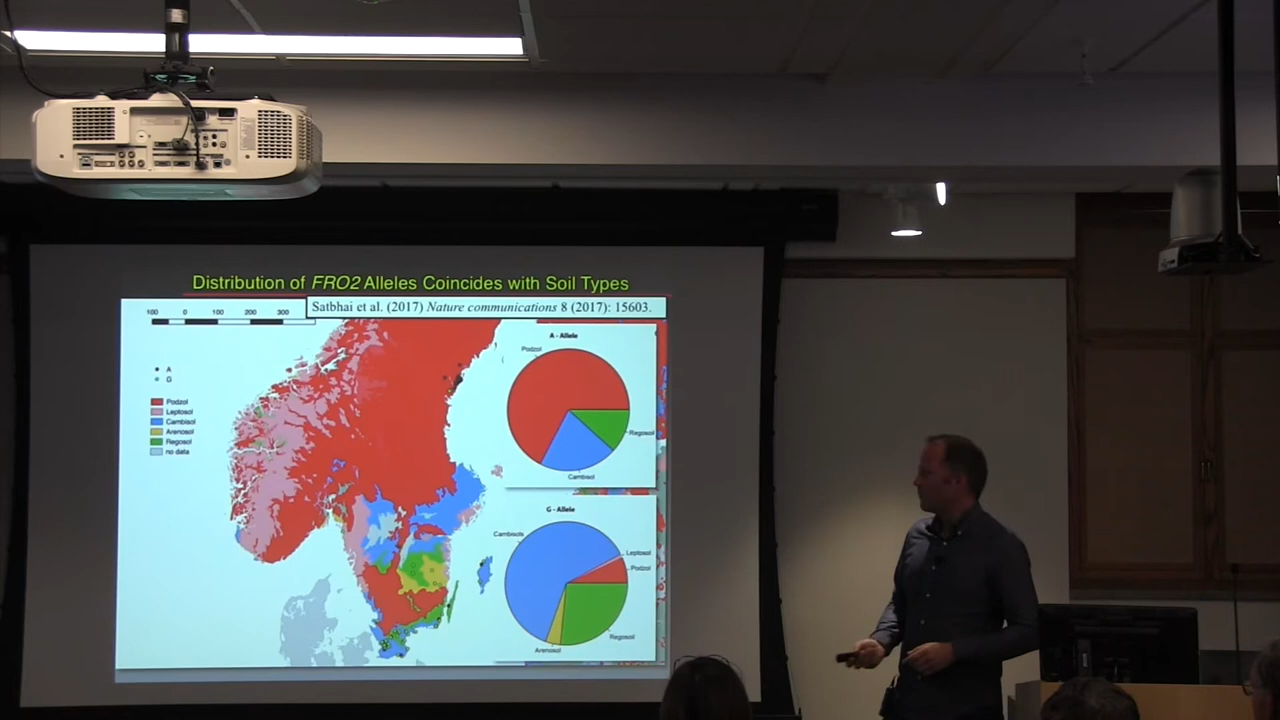 Distribution of FRO2 Alleles Coincides with Soil Types
Satbhai et al. (2017) Nature communications 8 (2017): 15603.
100 0 100 200 300
A
G
Podzol
Leptosol
Cambisol
Arenosol
Regosol
no data
A - Allele
Podzol
Regosol
Cambisol
G - Allele
Cambisols
Leptosol
Podzol
Regosol
Arenosol